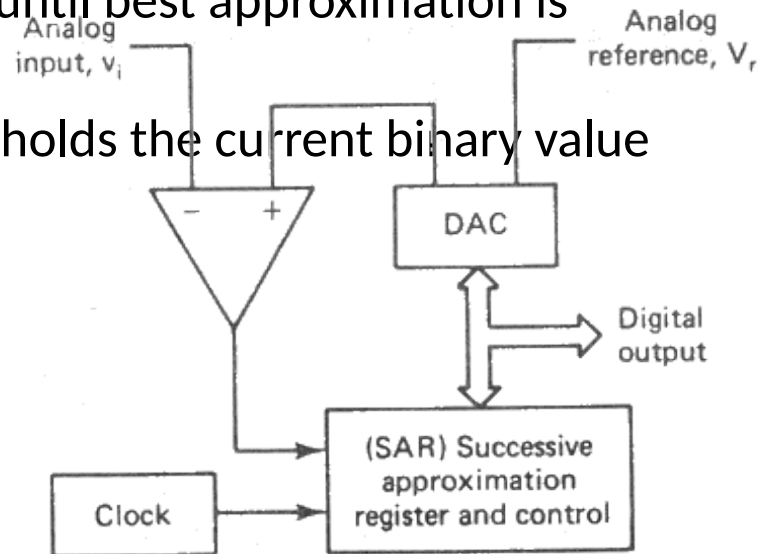 until best approximation is
Analog
input, vᵢ
Analog
reference, Vᵣ
holds the current binary value
− +
DAC
Digital
output
(SAR) Successive
approximation
register and control
Clock